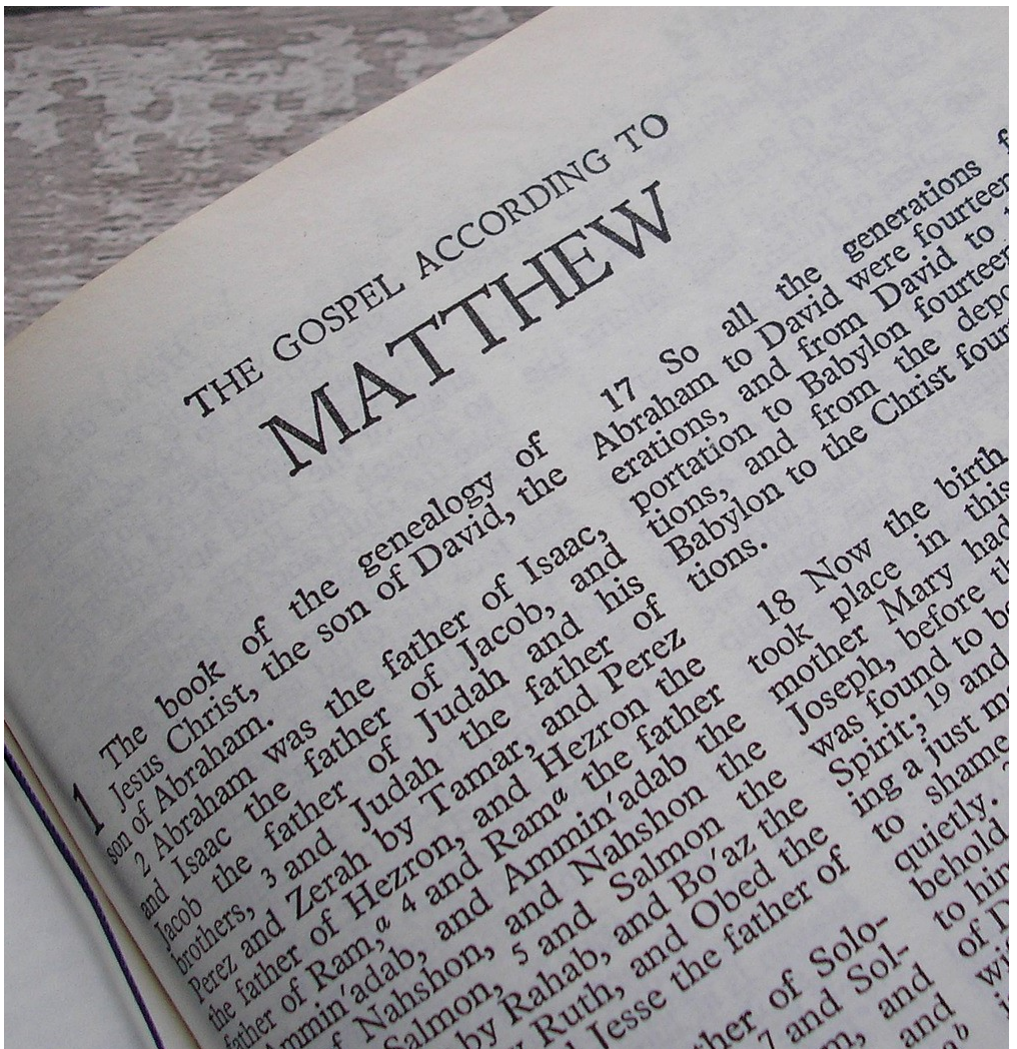 THE GOSPEL ACCORDING TO
MATTHEW
1 The book of the genealogy of
Jesus Christ, the son of David, the
son of Abraham.
2 Abraham was the father of Isaac,
and Isaac the father of Jacob, and
Jacob the father of Judah and his
brothers, 3 and Judah the father of
Perez and Zerah by Tamar, and Perez
the father of Hezron, and Hezron the
father of Ram,a 4 and Rama the father
Ammin′adab, and Ammin′adab the
of Nahshon, and Nahshon the
Salmon, 5 and Salmon the
by Rahab, and Bo′az the
Ruth, and Obed the
Jesse the father of
ther of Solo-
7 and Sol-
and
17 So all the generations
Abraham to David were fourteen
erations, and from David to
portation to Babylon fourteen
tions, and from the depo
Babylon to the Christ four
tions.
18 Now the birth
took place in this
mother Mary had
Joseph, before
was found to be
Spirit; 19 and
ing a just m
to shame
quietly.
behold
to him
of D
b